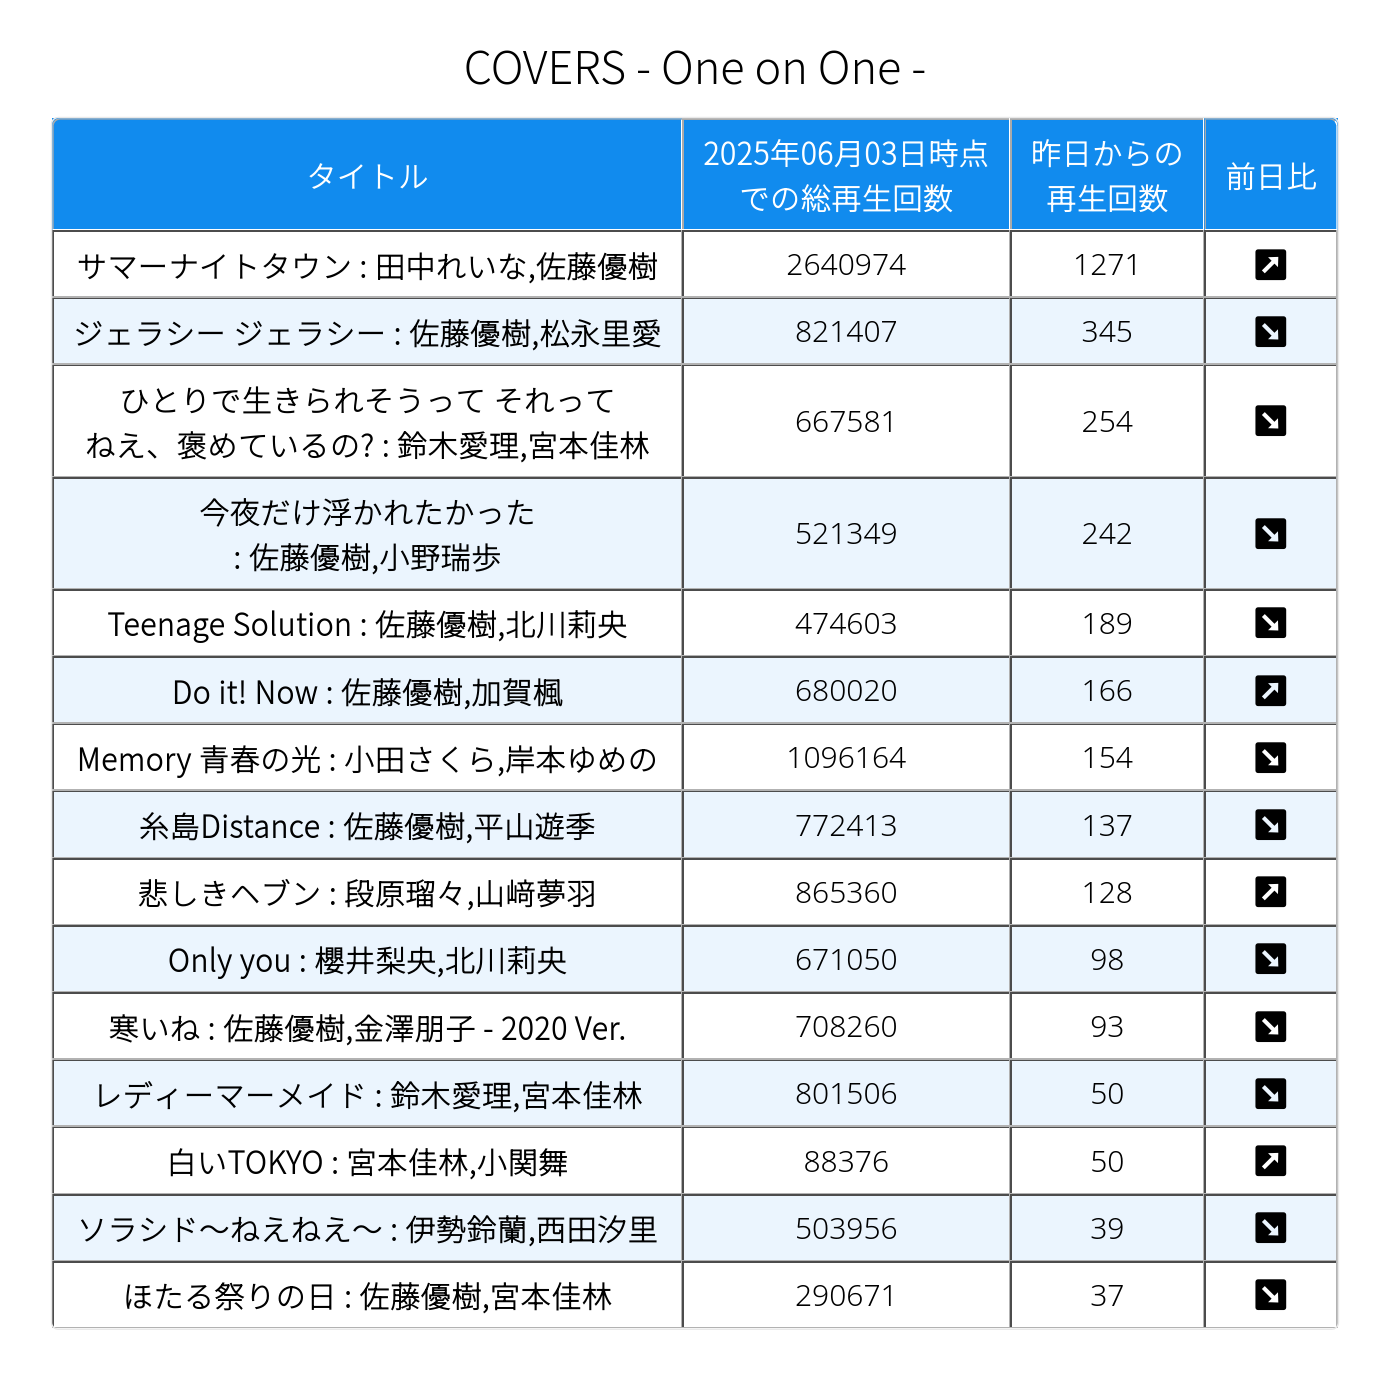 COVERS - One on One -
タイトル
2025年06月03日時点
での総再生回数
昨日からの
再生回数
前日比
サマーナイトタウン : 田中れいな,佐藤優樹
2640974
1271
ジェラシー ジェラシー : 佐藤優樹,松永里愛
821407
345
ひとりで生きられそうって それって
ねえ、褒めているの? : 鈴木愛理,宮本佳林
667581
254
今夜だけ浮かれたかった
: 佐藤優樹,小野瑞歩
521349
242
Teenage Solution : 佐藤優樹,北川莉央
474603
189
Do it! Now : 佐藤優樹,加賀楓
680020
166
Memory 青春の光 : 小田さくら,岸本ゆめの
1096164
154
糸島Distance : 佐藤優樹,平山遊季
772413
137
悲しきヘブン : 段原瑠々,山﨑夢羽
865360
128
Only you : 櫻井梨央,北川莉央
671050
98
寒いね : 佐藤優樹,金澤朋子 - 2020 Ver.
708260
93
レディーマーメイド : 鈴木愛理,宮本佳林
801506
50
白いTOKYO : 宮本佳林,小関舞
88376
50
ソラシド～ねえねえ～ : 伊勢鈴蘭,西田汐里
503956
39
ほたる祭りの日 : 佐藤優樹,宮本佳林
290671
37